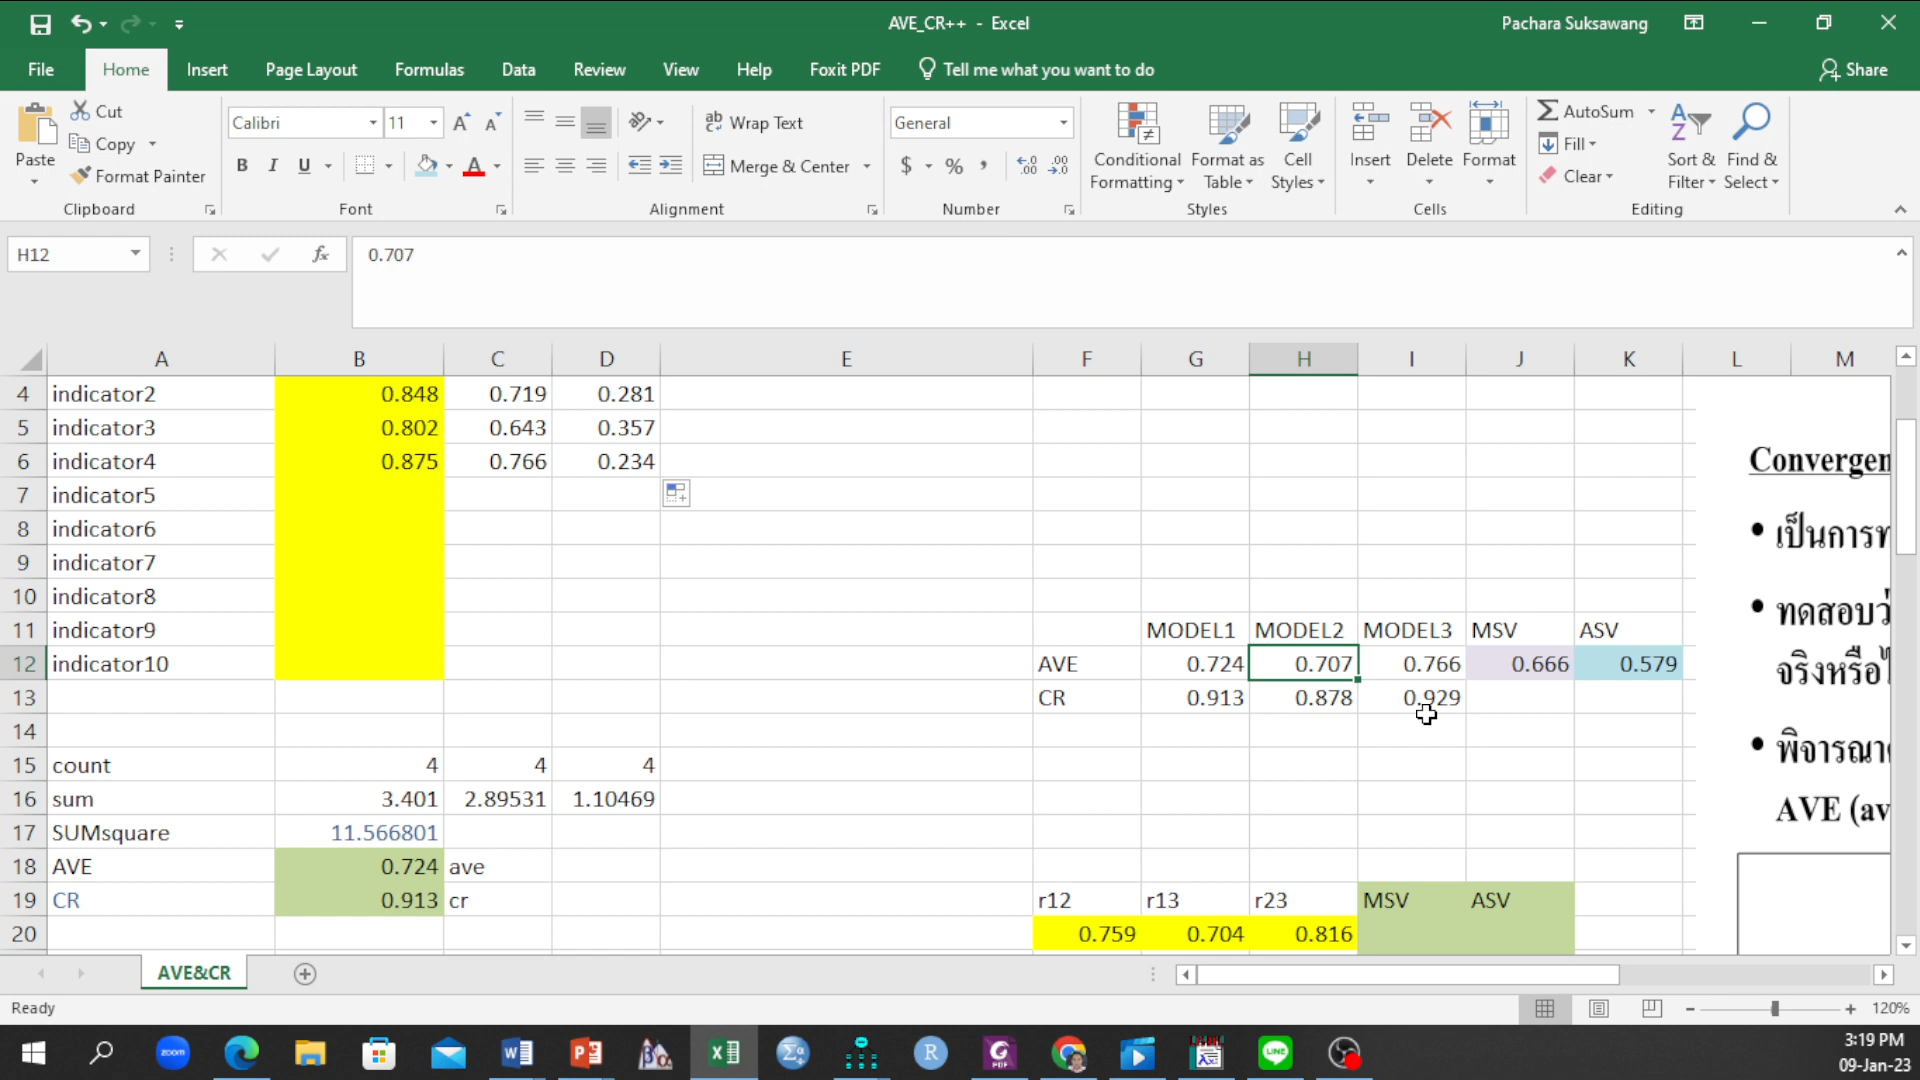 AVE_CR++ - Excel
Pachara Suksawang
File Home Insert Page Layout Formulas Data Review View Help Foxit PDF Tell me what you want to do Share
Paste
Cut
Copy
Format Painter
Clipboard
Calibri 11
B I U
Font
Wrap Text
Merge & Center
Alignment
General
$ % ,
Number
Conditional Formatting
Format as Table
Cell Styles
Styles
Insert Delete Format
Cells
AutoSum
Fill
Clear
Sort & Filter
Find & Select
Editing
H12 fx 0.707
A B C D E F G H I J K L M
4 indicator2 0.848 0.719 0.281
5 indicator3 0.802 0.643 0.357
6 indicator4 0.875 0.766 0.234
7 indicator5
8 indicator6
9 indicator7
10 indicator8
11 indicator9 MODEL1 MODEL2 MODEL3 MSV ASV
12 indicator10 AVE 0.724 0.707 0.766 0.666 0.579
13 CR 0.913 0.878 0.929
14
15 count 4 4 4
16 sum 3.401 2.89531 1.10469
17 SUMsquare 11.566801
18 AVE 0.724 ave
19 CR 0.913 cr r12 r13 r23 MSV ASV
20 0.759 0.704 0.816
Convergen
• เป็นการท
• ทดสอบว่
จริงหรือไ
• พิจารณา
AVE (av
AVE&CR
Ready
120%
zoom
LINE
3:19 PM
09-Jan-23